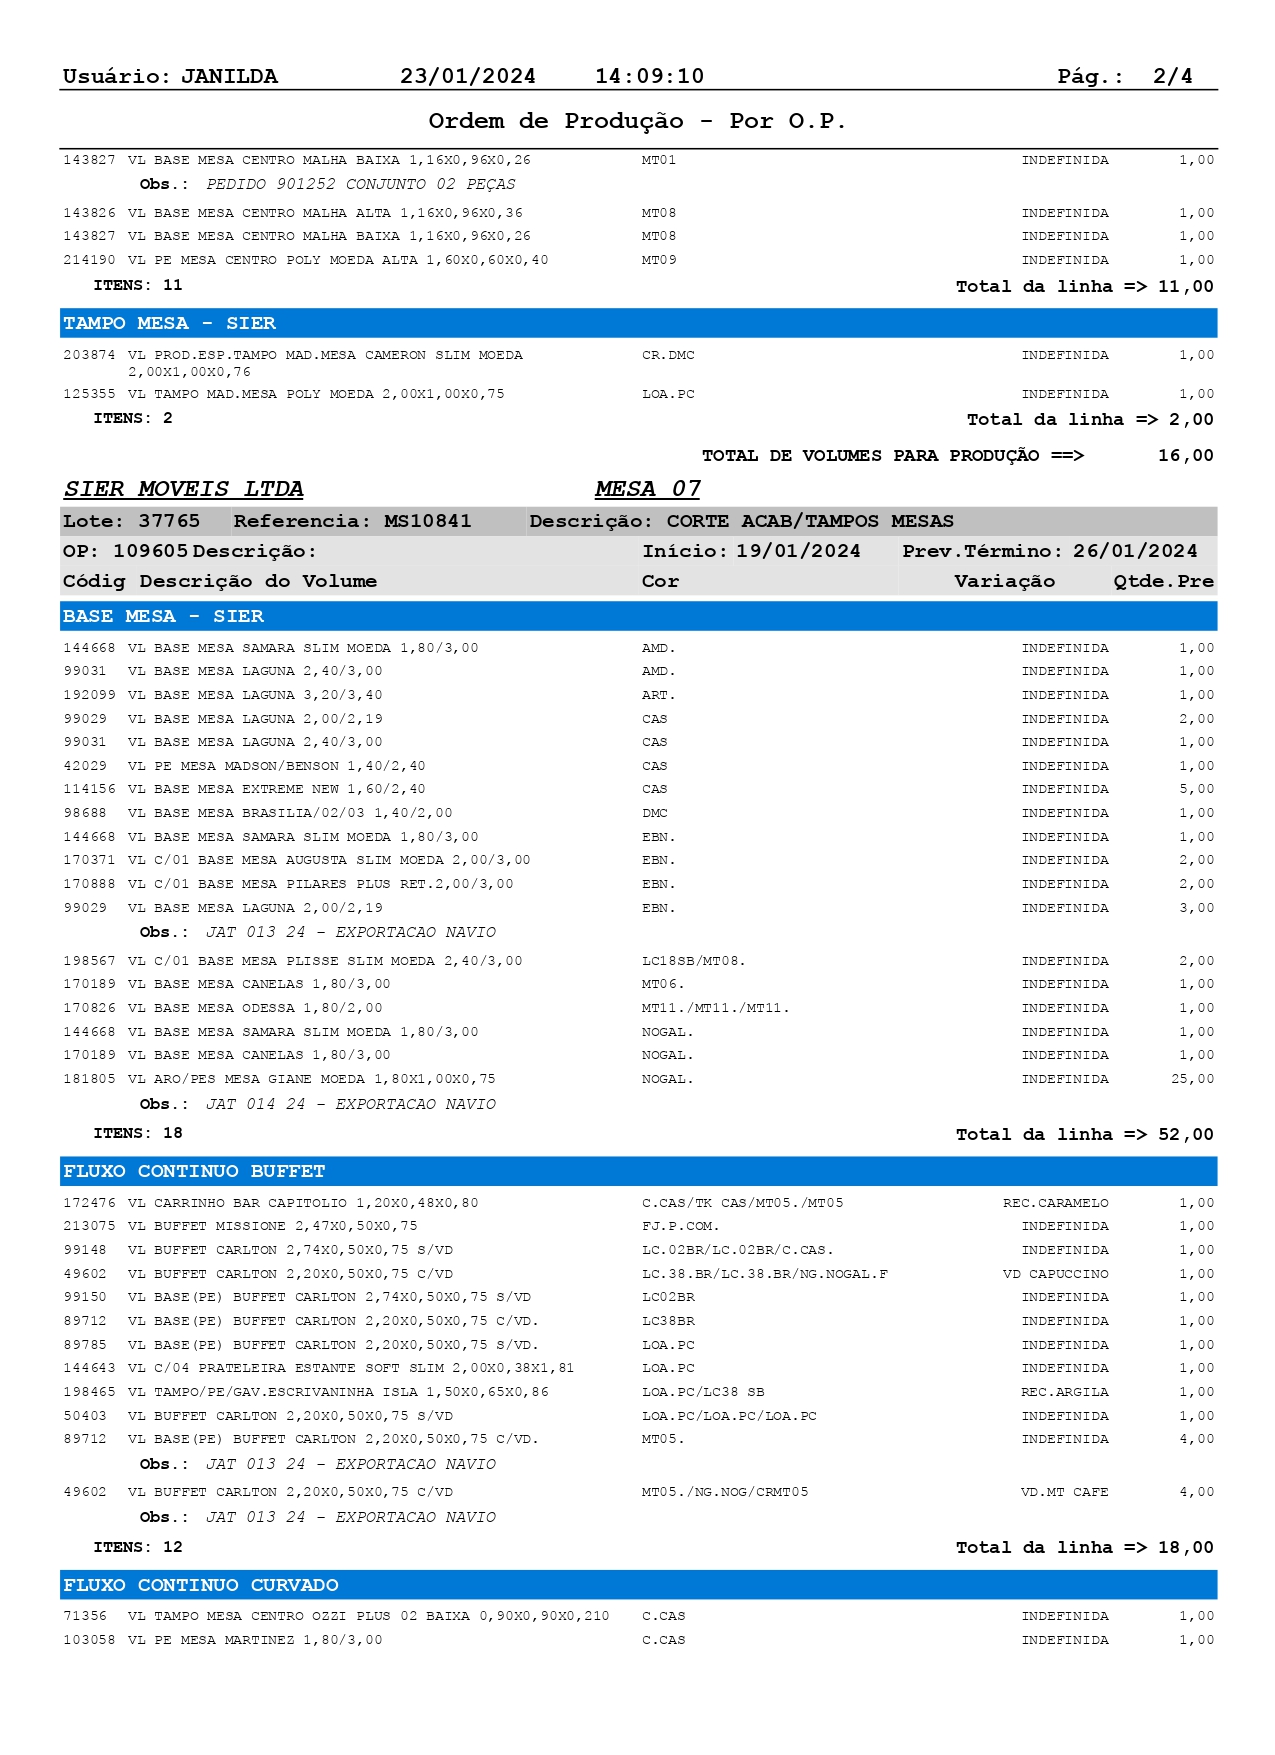 Usuário: JANILDA 23/01/2024 14:09:10 Pág.: 2/4
Ordem de Produção - Por O.P.
143827 VL BASE MESA CENTRO MALHA BAIXA 1,16X0,96X0,26 MT01 INDEFINIDA 1,00
Obs.: PEDIDO 901252 CONJUNTO 02 PEÇAS
143826 VL BASE MESA CENTRO MALHA ALTA 1,16X0,96X0,36 MT08 INDEFINIDA 1,00
143827 VL BASE MESA CENTRO MALHA BAIXA 1,16X0,96X0,26 MT08 INDEFINIDA 1,00
214190 VL PE MESA CENTRO POLY MOEDA ALTA 1,60X0,60X0,40 MT09 INDEFINIDA 1,00
ITENS: 11 Total da linha => 11,00
TAMPO MESA - SIER
203874 VL PROD.ESP.TAMPO MAD.MESA CAMERON SLIM MOEDA CR.DMC INDEFINIDA 1,00
2,00X1,00X0,76
125355 VL TAMPO MAD.MESA POLY MOEDA 2,00X1,00X0,75 LOA.PC INDEFINIDA 1,00
ITENS: 2 Total da linha => 2,00
TOTAL DE VOLUMES PARA PRODUÇÃO ==> 16,00
SIER MOVEIS LTDA MESA 07
Lote: 37765 Referencia: MS10841 Descrição: CORTE ACAB/TAMPOS MESAS
OP: 109605 Descrição: Início: 19/01/2024 Prev.Término: 26/01/2024
Códig Descrição do Volume Cor Variação Qtde.Pre
BASE MESA - SIER
144668 VL BASE MESA SAMARA SLIM MOEDA 1,80/3,00 AMD. INDEFINIDA 1,00
99031 VL BASE MESA LAGUNA 2,40/3,00 AMD. INDEFINIDA 1,00
192099 VL BASE MESA LAGUNA 3,20/3,40 ART. INDEFINIDA 1,00
99029 VL BASE MESA LAGUNA 2,00/2,19 CAS INDEFINIDA 2,00
99031 VL BASE MESA LAGUNA 2,40/3,00 CAS INDEFINIDA 1,00
42029 VL PE MESA MADSON/BENSON 1,40/2,40 CAS INDEFINIDA 1,00
114156 VL BASE MESA EXTREME NEW 1,60/2,40 CAS INDEFINIDA 5,00
98688 VL BASE MESA BRASILIA/02/03 1,40/2,00 DMC INDEFINIDA 1,00
144668 VL BASE MESA SAMARA SLIM MOEDA 1,80/3,00 EBN. INDEFINIDA 1,00
170371 VL C/01 BASE MESA AUGUSTA SLIM MOEDA 2,00/3,00 EBN. INDEFINIDA 2,00
170888 VL C/01 BASE MESA PILARES PLUS RET.2,00/3,00 EBN. INDEFINIDA 2,00
99029 VL BASE MESA LAGUNA 2,00/2,19 EBN. INDEFINIDA 3,00
Obs.: JAT 013 24 - EXPORTACAO NAVIO
198567 VL C/01 BASE MESA PLISSE SLIM MOEDA 2,40/3,00 LC18SB/MT08. INDEFINIDA 2,00
170189 VL BASE MESA CANELAS 1,80/3,00 MT06. INDEFINIDA 1,00
170826 VL BASE MESA ODESSA 1,80/2,00 MT11./MT11./MT11. INDEFINIDA 1,00
144668 VL BASE MESA SAMARA SLIM MOEDA 1,80/3,00 NOGAL. INDEFINIDA 1,00
170189 VL BASE MESA CANELAS 1,80/3,00 NOGAL. INDEFINIDA 1,00
181805 VL ARO/PES MESA GIANE MOEDA 1,80X1,00X0,75 NOGAL. INDEFINIDA 25,00
Obs.: JAT 014 24 - EXPORTACAO NAVIO
ITENS: 18 Total da linha => 52,00
FLUXO CONTINUO BUFFET
172476 VL CARRINHO BAR CAPITOLIO 1,20X0,48X0,80 C.CAS/TK CAS/MT05./MT05 REC.CARAMELO 1,00
213075 VL BUFFET MISSIONE 2,47X0,50X0,75 FJ.P.COM. INDEFINIDA 1,00
99148 VL BUFFET CARLTON 2,74X0,50X0,75 S/VD LC.02BR/LC.02BR/C.CAS. INDEFINIDA 1,00
49602 VL BUFFET CARLTON 2,20X0,50X0,75 C/VD LC.38.BR/LC.38.BR/NG.NOGAL.F VD CAPUCCINO 1,00
99150 VL BASE(PE) BUFFET CARLTON 2,74X0,50X0,75 S/VD LC02BR INDEFINIDA 1,00
89712 VL BASE(PE) BUFFET CARLTON 2,20X0,50X0,75 C/VD. LC38BR INDEFINIDA 1,00
89785 VL BASE(PE) BUFFET CARLTON 2,20X0,50X0,75 S/VD. LOA.PC INDEFINIDA 1,00
144643 VL C/04 PRATELEIRA ESTANTE SOFT SLIM 2,00X0,38X1,81 LOA.PC INDEFINIDA 1,00
198465 VL TAMPO/PE/GAV.ESCRIVANINHA ISLA 1,50X0,65X0,86 LOA.PC/LC38 SB REC.ARGILA 1,00
50403 VL BUFFET CARLTON 2,20X0,50X0,75 S/VD LOA.PC/LOA.PC/LOA.PC INDEFINIDA 1,00
89712 VL BASE(PE) BUFFET CARLTON 2,20X0,50X0,75 C/VD. MT05. INDEFINIDA 4,00
Obs.: JAT 013 24 - EXPORTACAO NAVIO
49602 VL BUFFET CARLTON 2,20X0,50X0,75 C/VD MT05./NG.NOG/CRMT05 VD.MT CAFE 4,00
Obs.: JAT 013 24 - EXPORTACAO NAVIO
ITENS: 12 Total da linha => 18,00
FLUXO CONTINUO CURVADO
71356 VL TAMPO MESA CENTRO OZZI PLUS 02 BAIXA 0,90X0,90X0,210 C.CAS INDEFINIDA 1,00
103058 VL PE MESA MARTINEZ 1,80/3,00 C.CAS INDEFINIDA 1,00